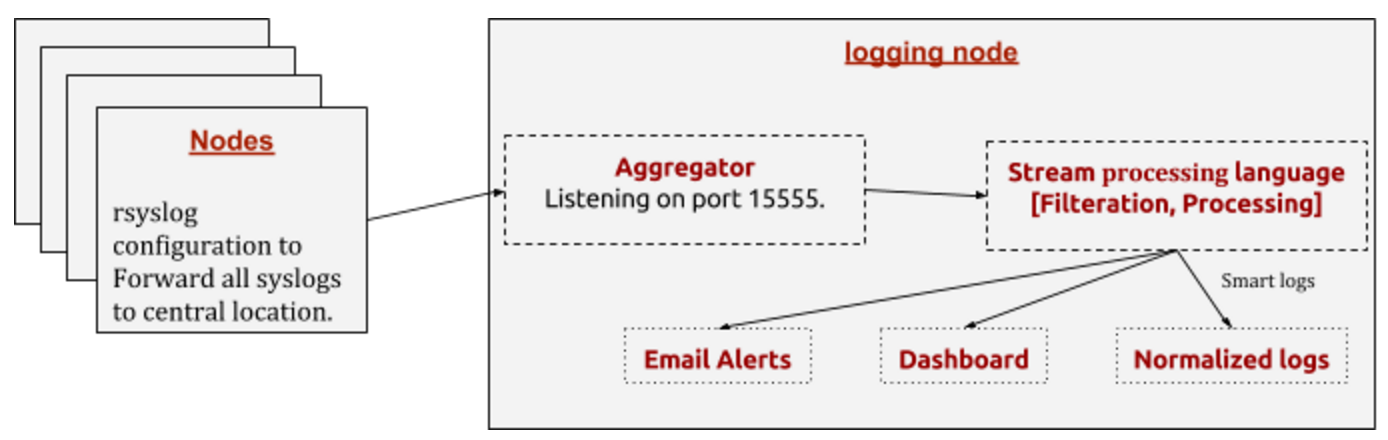 logging node
Nodes
rsyslog
configuration to
Forward all syslogs
to central location.
Aggregator
Listening on port 15555.
Stream processing language
[Filteration, Processing]
Smart logs
Email Alerts
Dashboard
Normalized logs